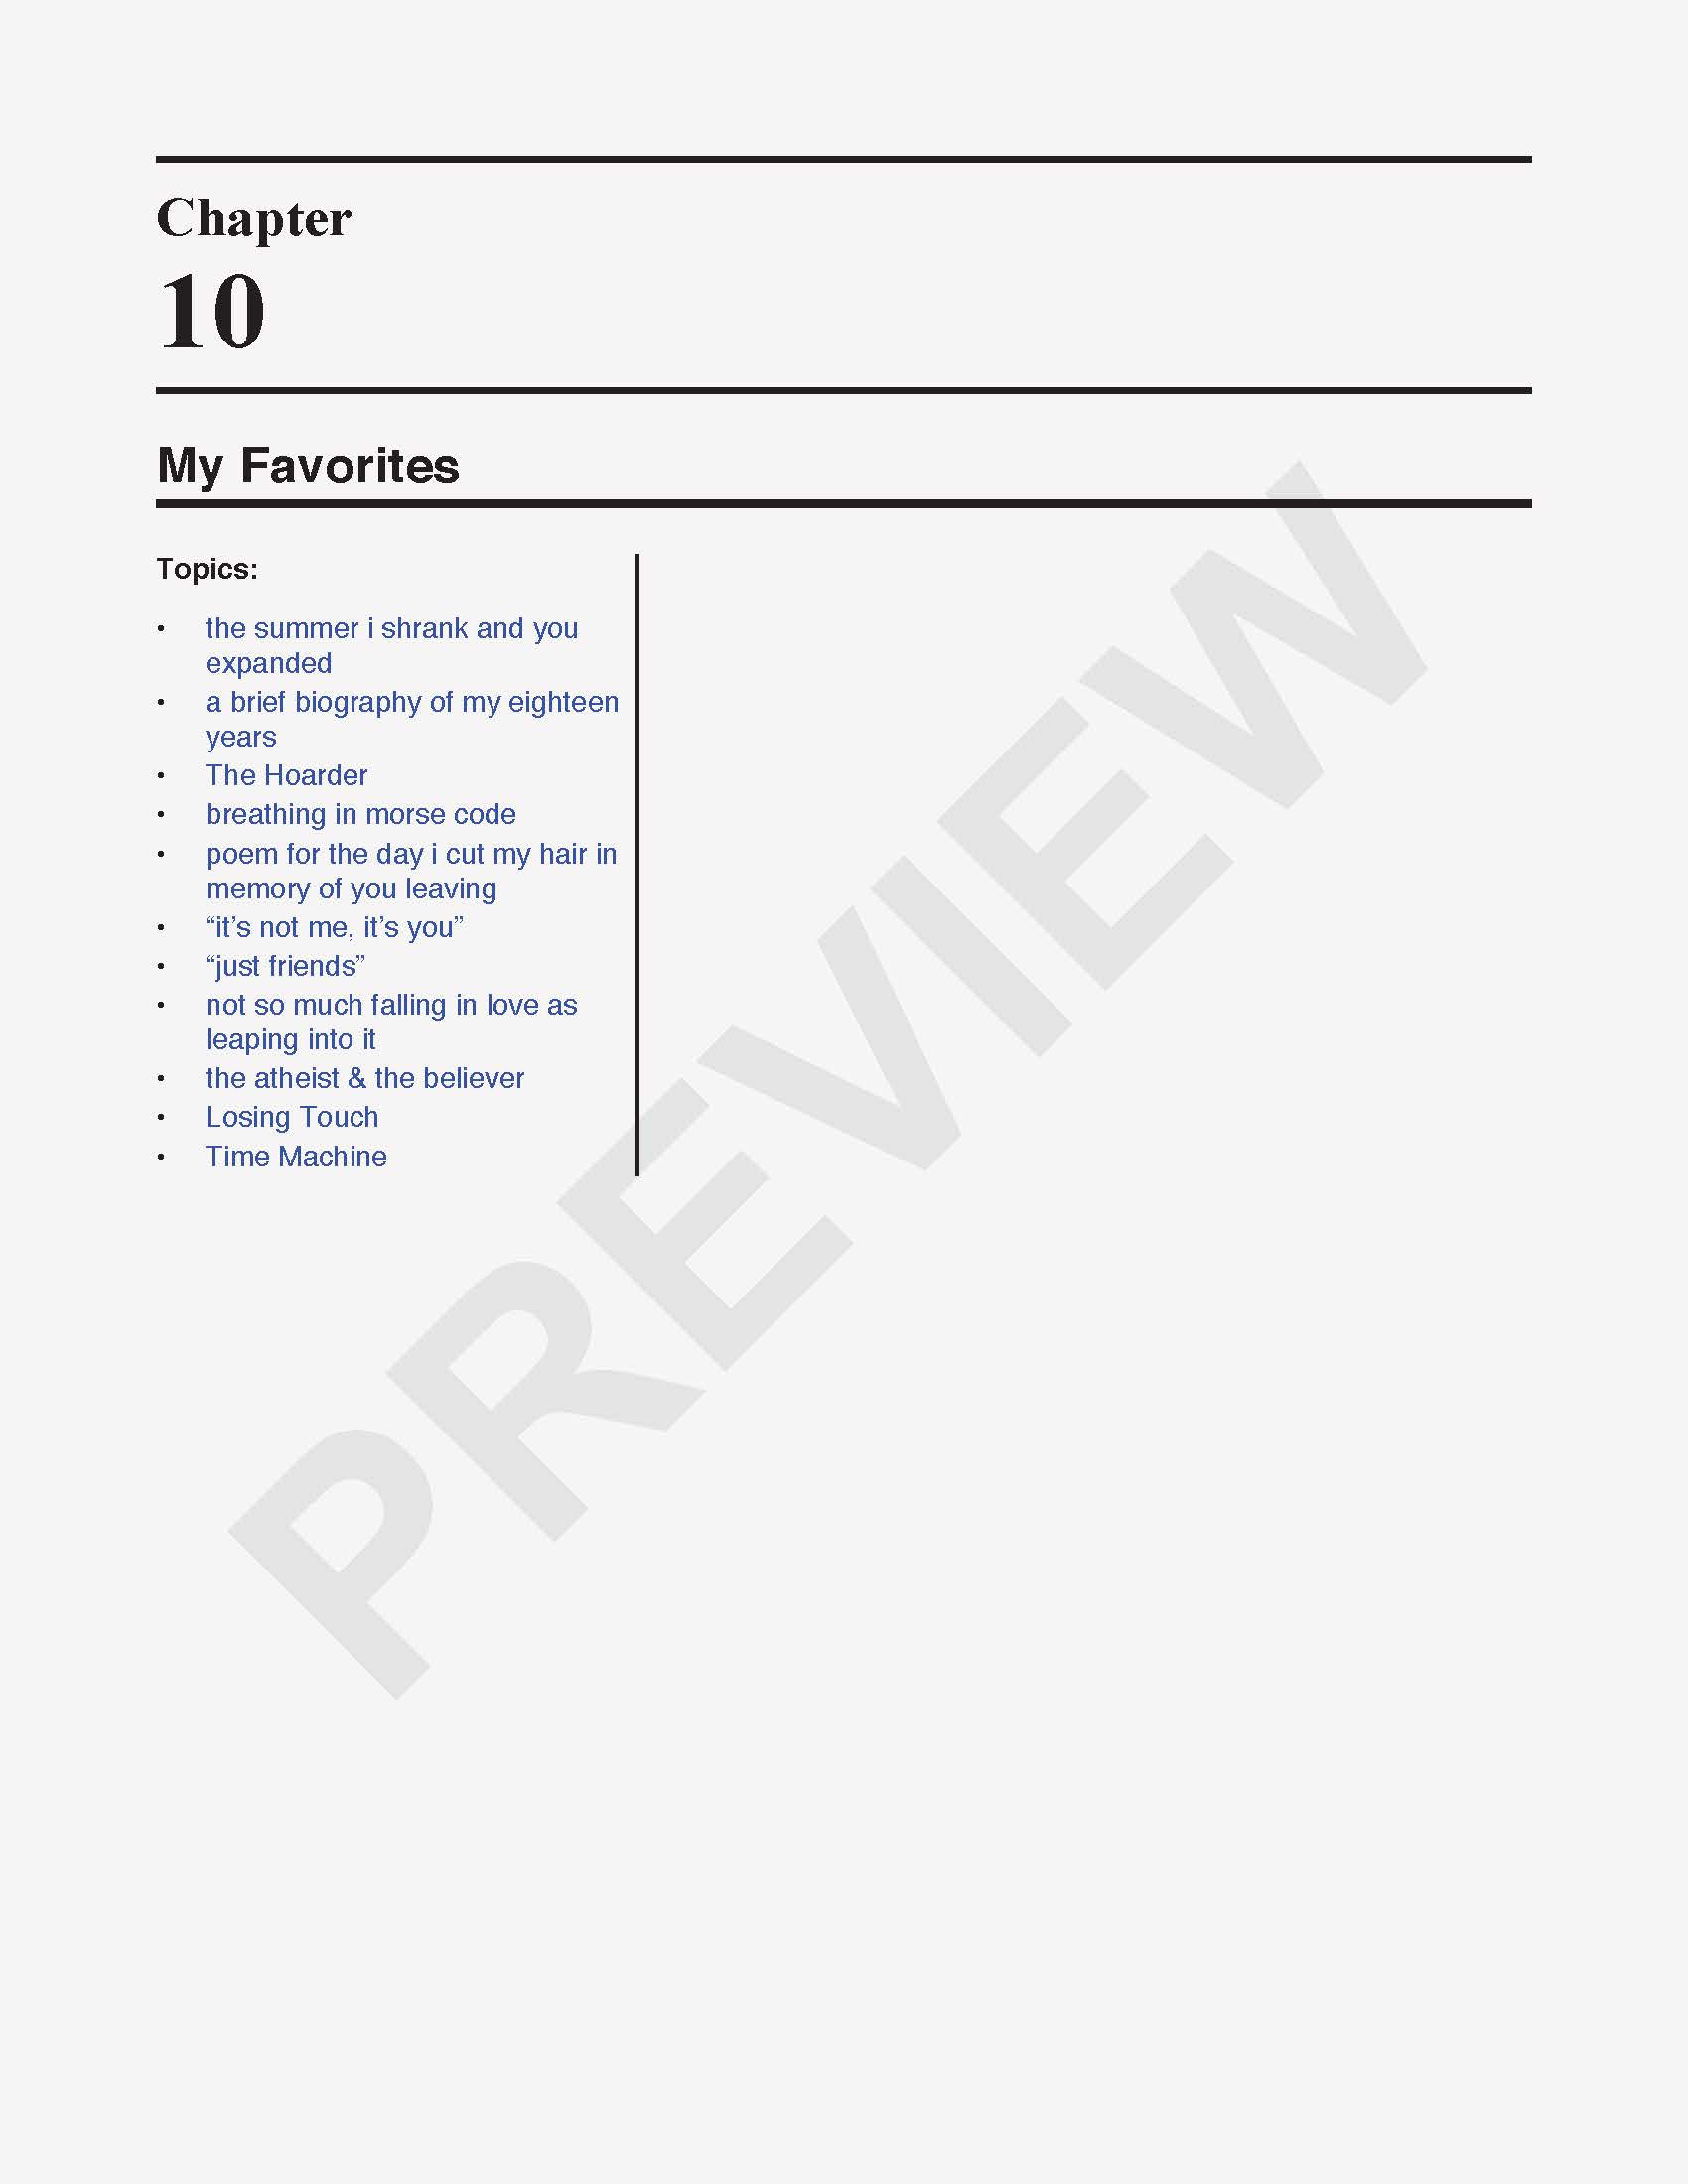 Chapter
10
My Favorites
Topics:
• the summer i shrank and you
expanded
• a brief biography of my eighteen
years
• The Hoarder
• breathing in morse code
• poem for the day i cut my hair in
memory of you leaving
• “it’s not me, it’s you”
• “just friends”
• not so much falling in love as
leaping into it
• the atheist & the believer
• Losing Touch
• Time Machine
PREVIEW